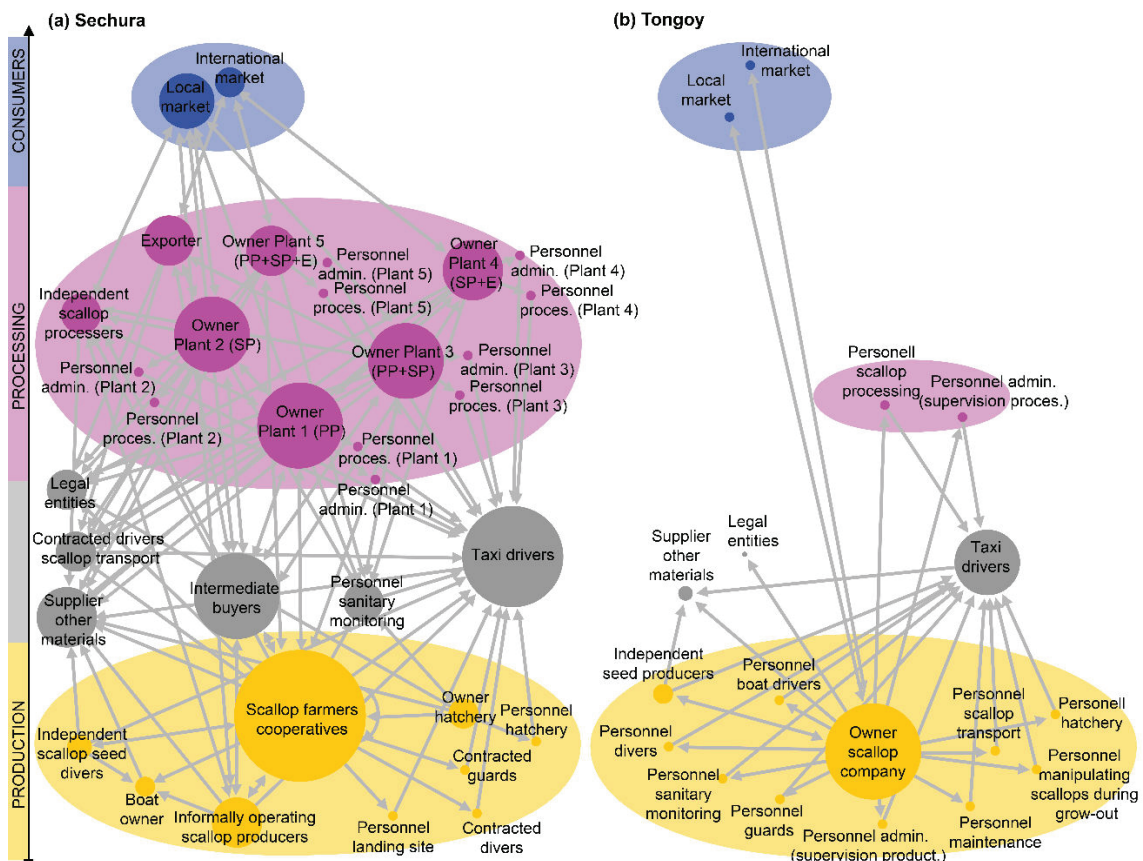 (a) Sechura
(b) Tongoy
CONSUMERS
PROCESSING
PRODUCTION
International
market
Local
market
Exporter
Owner Plant 5
(PP+SP+E)
Personnel
admin. (Plant 5)
Personnel
proces. (Plant 5)
Owner
Plant 4
(SP+E)
Personnel
admin. (Plant 4)
Personnel
proces. (Plant 4)
Independent
scallop
processers
Owner
Plant 2 (SP)
Owner Plant 3
(PP+SP)
Personnel
admin. (Plant 3)
Personnel
proces. (Plant 3)
Personnel
admin. (Plant 2)
Personnel
proces. (Plant 2)
Owner
Plant 1 (PP)
Personnel
proces. (Plant 1)
Personnel
admin. (Plant 1)
Legal
entities
Contracted drivers
scallop transport
Supplier
other
materials
Intermediate
buyers
Personnel
sanitary
monitoring
Taxi drivers
Scallop farmers
cooperatives
Owner
hatchery
Personnel
hatchery
Independent
scallop seed
divers
Contracted
guards
Boat
owner
Informally operating
scallop producers
Personnel
landing site
Contracted
divers
International
market
Local
market
Personell
scallop
processing
Personnel admin.
(supervision proces.)
Supplier
other
materials
Legal
entities
Taxi
drivers
Independent
seed producers
Personnel
boat drivers
Personnel
scallop
transport
Personell
hatchery
Personnel
divers
Owner
scallop
company
Personnel
sanitary
monitoring
Personnel
guards
Personnel admin.
(supervision product.)
Personnel
maintenance
Personnel
manipulating
scallops during
grow-out